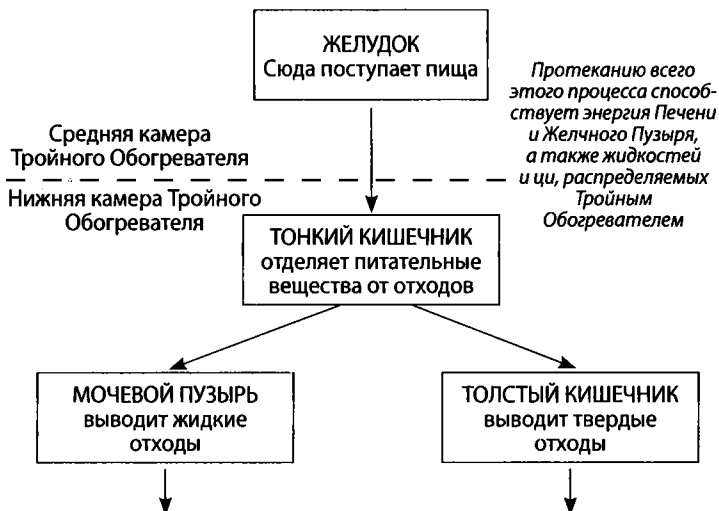 ЖЕЛУДОК
Сюда поступает пища
Протеканию всего
этого процесса способ-
ствует энергия Печени
и Желчного Пузыря,
а также жидкостей
и ци, распределяемых
Тройным
Обогревателем
Средняя камера
Тройного Обогревателя
Нижняя камера Тройного
Обогревателя
ТОНКИЙ КИШЕЧНИК
отделяет питательные
вещества от отходов
МОЧЕВОЙ ПУЗЫРЬ
выводит жидкие
отходы
ТОЛСТЫЙ КИШЕЧНИК
выводит твердые
отходы